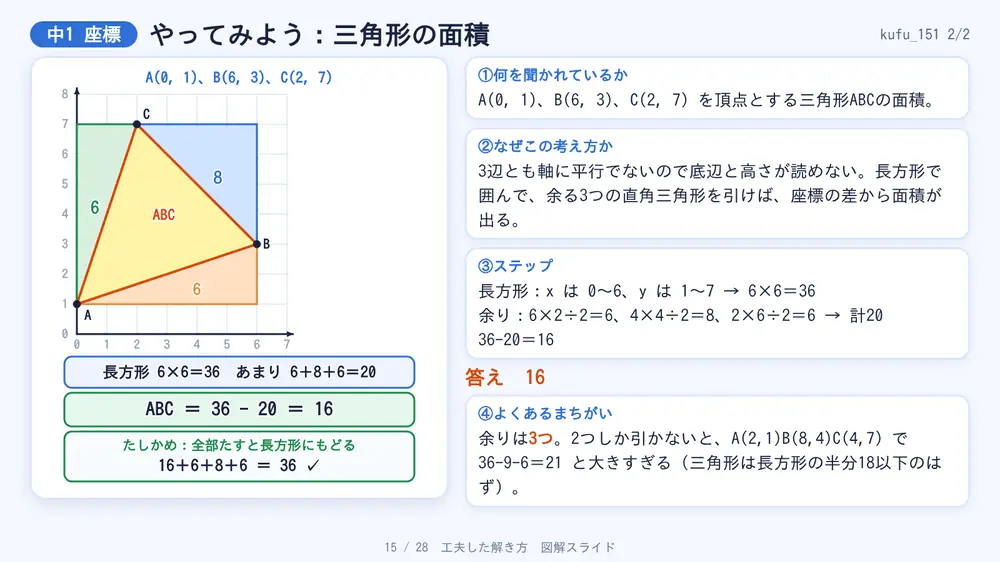 中1 座標
やってみよう：三角形の面積
kufu_151 2/2
A(0, 1)、B(6, 3)、C(2, 7)
8
7
6
5
4
3
2
1
0
0 1 2 3 4 5 6 7
C
8
6
ABC
B
6
A
長方形 6×6＝36　あまり 6＋8＋6＝20
ABC ＝ 36 − 20 ＝ 16
たしかめ：全部たすと長方形にもどる
16＋6＋8＋6 ＝ 36 ✓
①何を聞かれているか
A(0, 1)、B(6, 3)、C(2, 7) を頂点とする三角形ABCの面積。
②なぜこの考え方か
3辺とも軸に平行でないので底辺と高さが読めない。長方形で
囲んで、余る3つの直角三角形を引けば、座標の差から面積が
出る。
③ステップ
長方形：x は 0〜6、y は 1〜7 → 6×6＝36
余り：6×2÷2＝6、4×4÷2＝8、2×6÷2＝6 → 計20
36−20＝16
答え　16
④よくあるまちがい
余りは3つ。2つしか引かないと、A(2,1)B(8,4)C(4,7) で
36−9−6＝21 と大きすぎる（三角形は長方形の半分18以下のは
ず）。
15 / 28　工夫した解き方　図解スライド